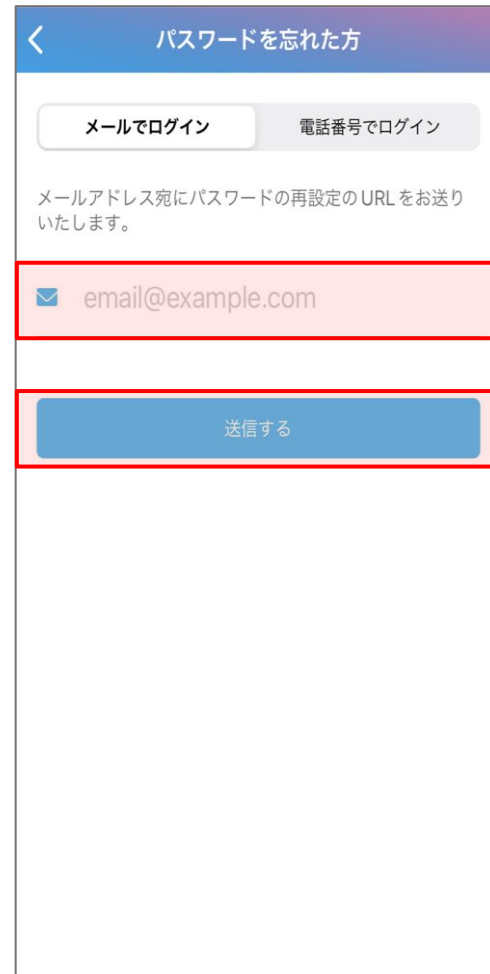 パスワードを忘れた方
メールでログイン
電話番号でログイン
メールアドレス宛にパスワードの再設定のURLをお送り
いたします。
email@example.com
送信する